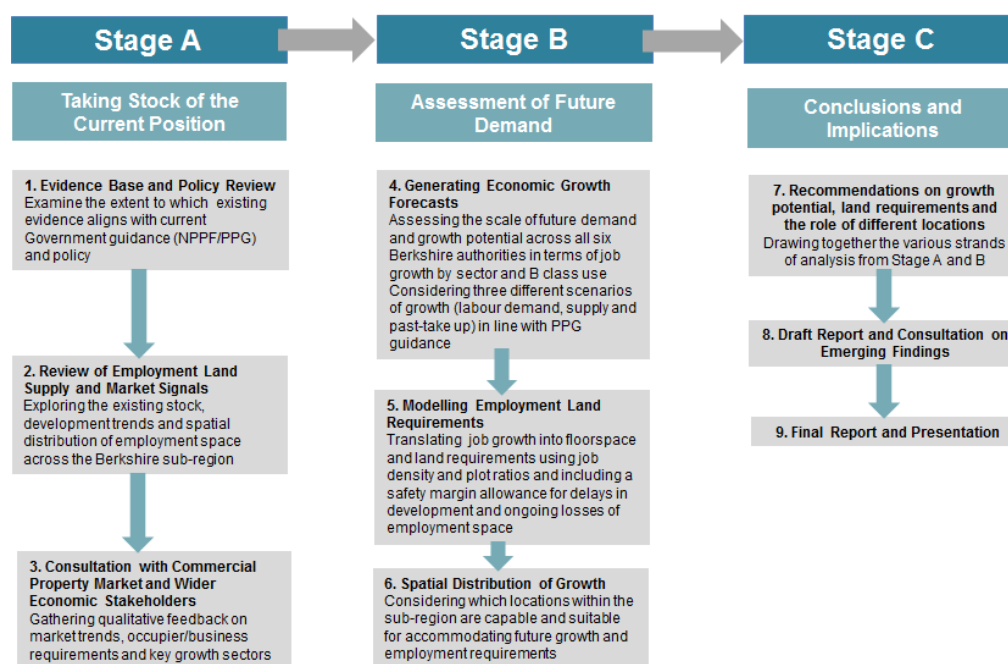 Stage A
Stage B
Stage C
Taking Stock of the
Current Position
Assessment of Future
Demand
Conclusions and
Implications
1. Evidence Base and Policy Review
Examine the extent to which existing
evidence aligns with current
Government guidance (NPPF/PPG)
and policy
2. Review of Employment Land
Supply and Market Signals
Exploring the existing stock,
development trends and spatial
distribution of employment space
across the Berkshire sub-region
3. Consultation with Commercial
Property Market and Wider
Economic Stakeholders
Gathering qualitative feedback on
market trends, occupier/business
requirements and key growth sectors
4. Generating Economic Growth
Forecasts
Assessing the scale of future demand
and growth potential across all six
Berkshire authorities in terms of job
growth by sector and B class use
Considering three different scenarios
of growth (labour demand, supply and
past-take up) in line with PPG
guidance
5. Modelling Employment Land
Requirements
Translating job growth into floorspace
and land requirements using job
density and plot ratios and including a
safety margin allowance for delays in
development and ongoing losses of
employment space
6. Spatial Distribution of Growth
Considering which locations within the
sub-region are capable and suitable
for accommodating future growth and
employment requirements
7. Recommendations on growth
potential, land requirements and
the role of different locations
Drawing together the various strands
of analysis from Stage A and B
8. Draft Report and Consultation on
Emerging Findings
9. Final Report and Presentation